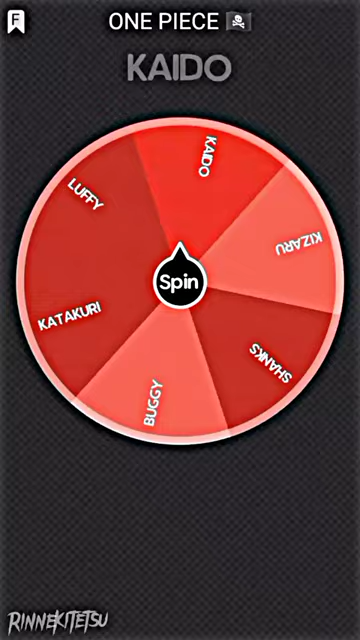 F
ONE PIECE 🏴‍☠️
KAIDO
KAIDO
LUFFY
KIZARU
Spin
KATAKURI
SHANKS
BUGGY
RINNEKITETSU